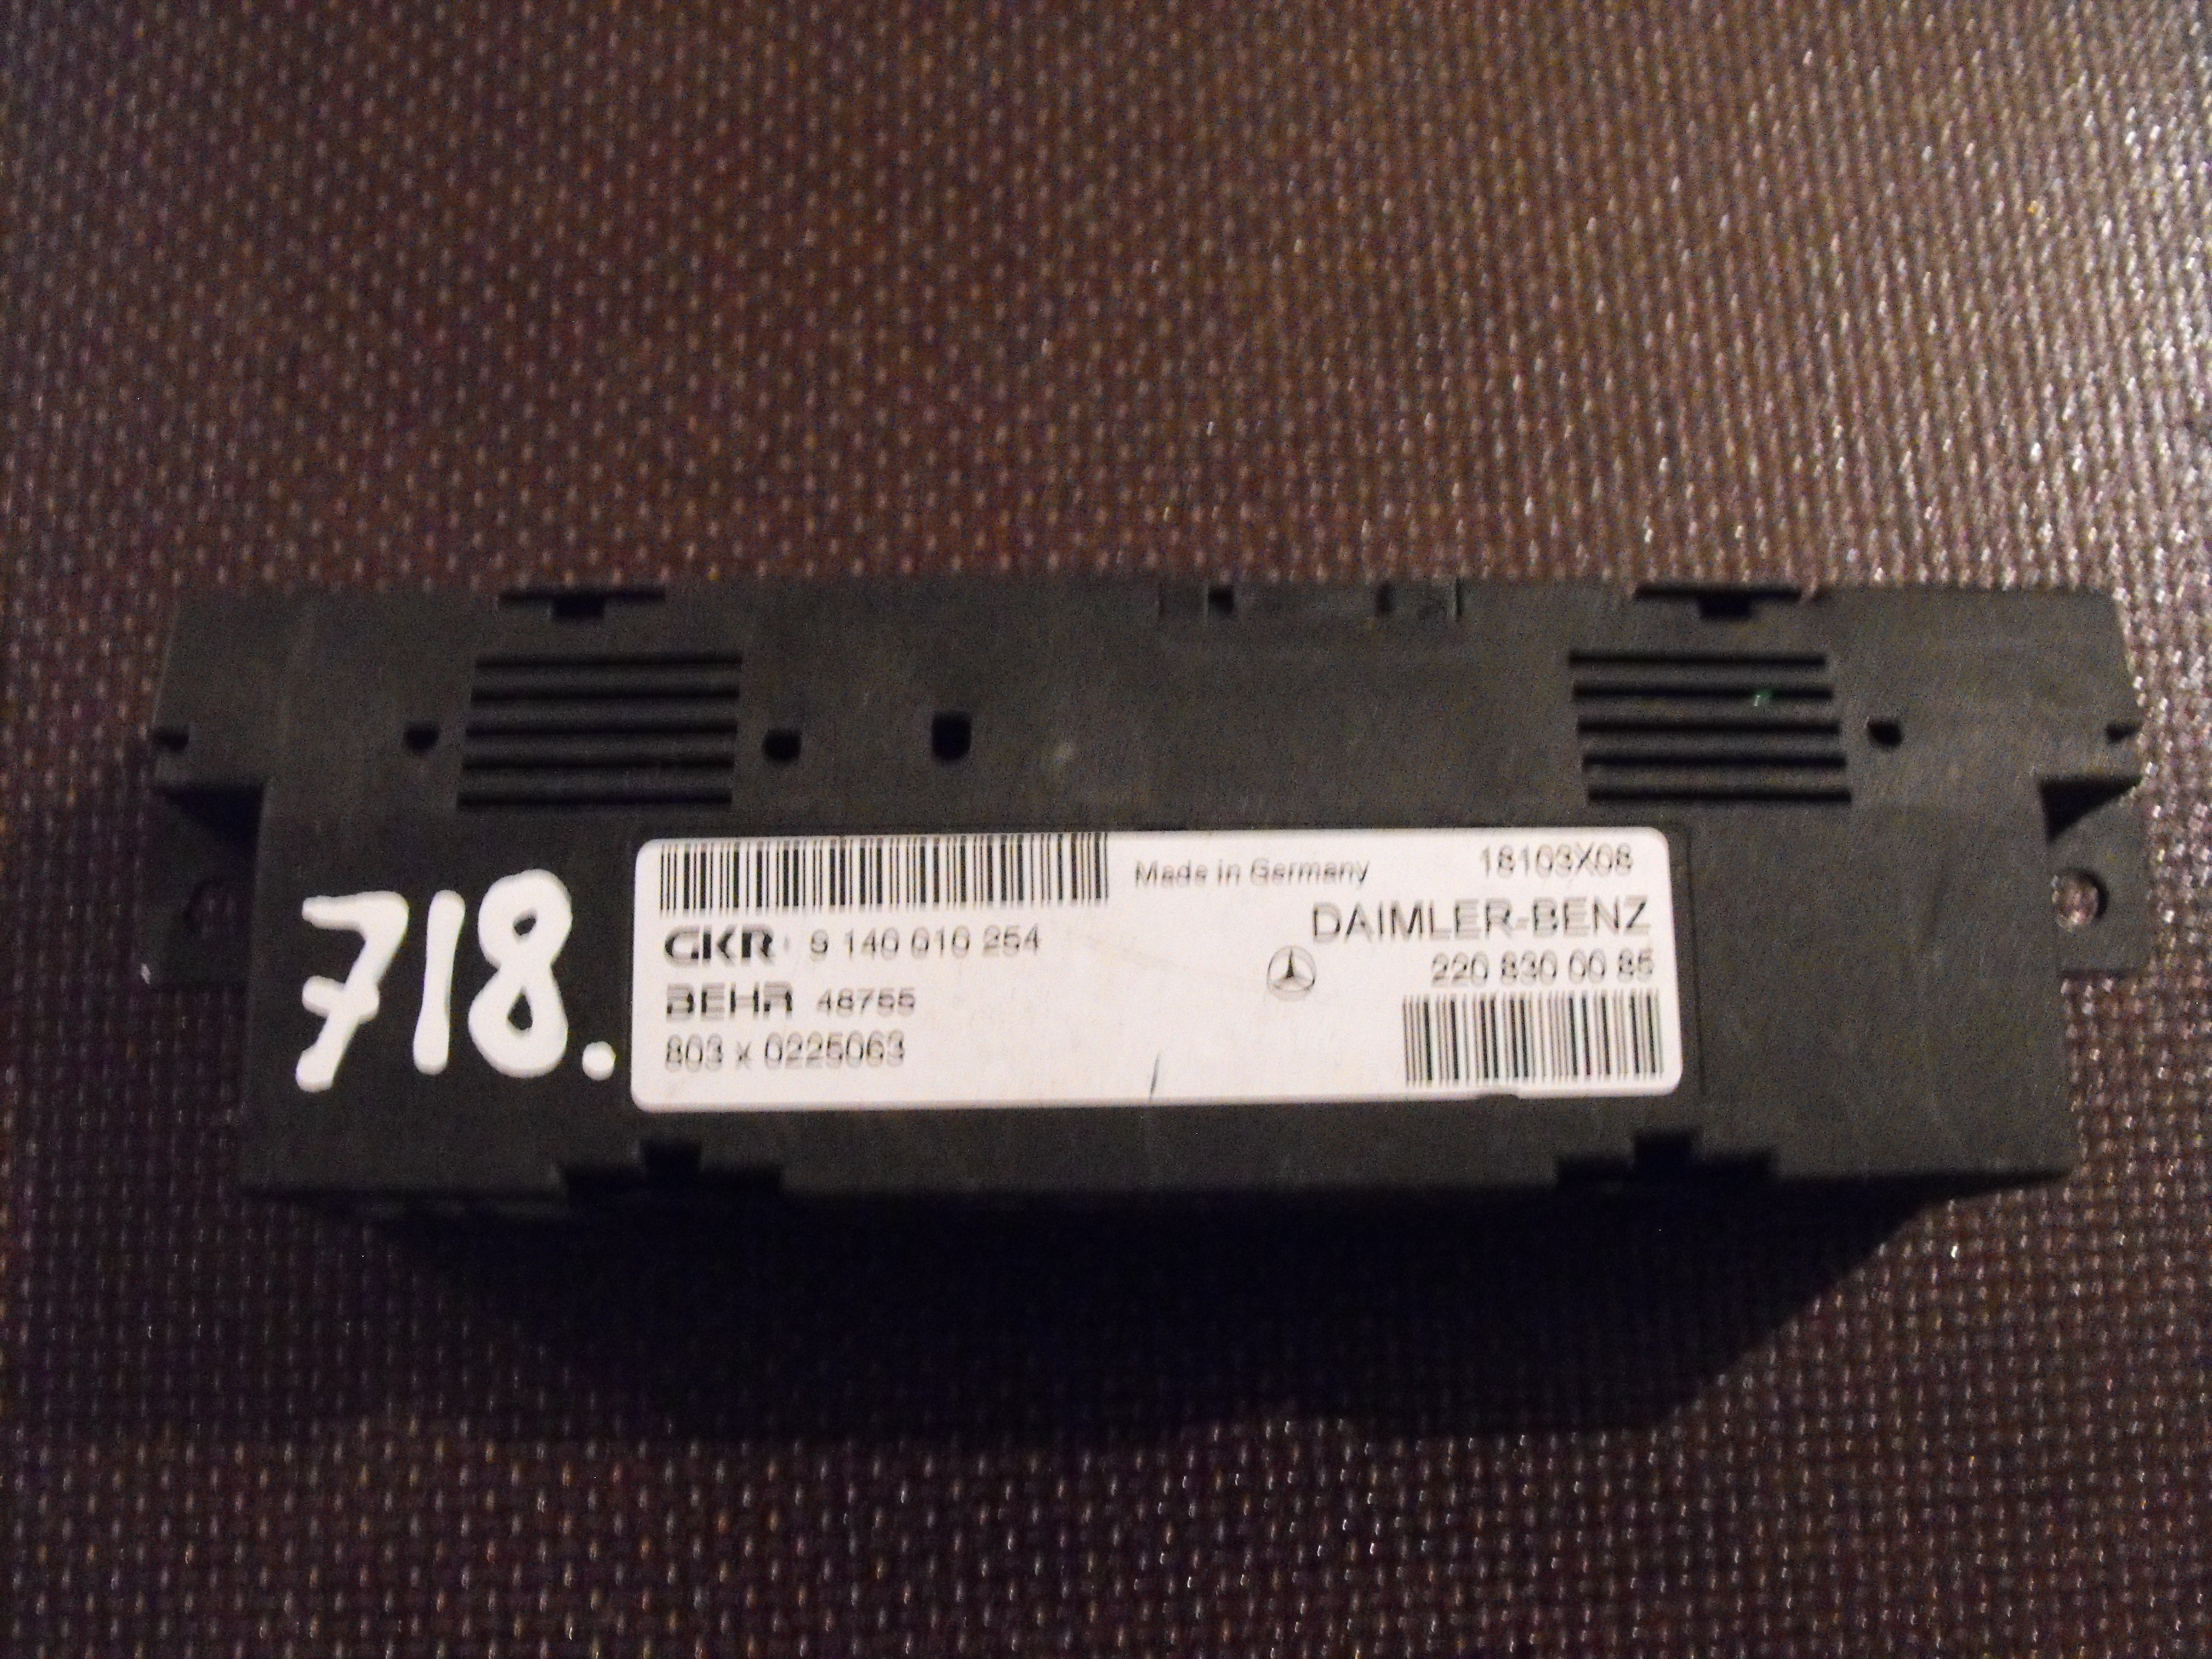 718.
Made in Germany
18103X08
GKR 9 140 010 254
DAIMLER-BENZ
BEHR 48755
220 830 00 85
803 x 0225063